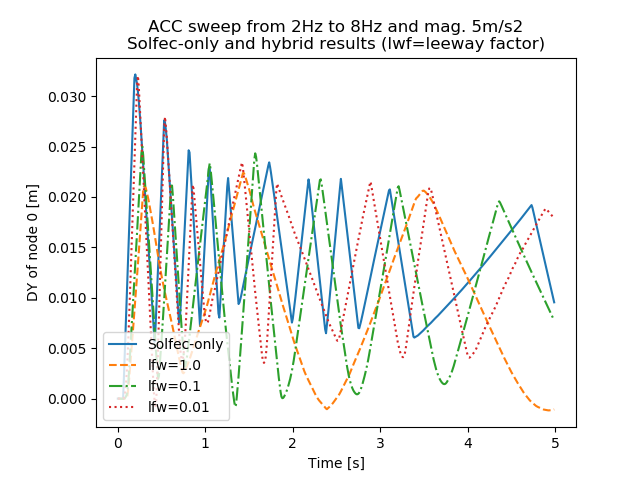 ACC sweep from 2Hz to 8Hz and mag. 5m/s2
Solfec-only and hybrid results (lwf=leeway factor)
DY of node 0 [m]
0.030
0.025
0.020
0.015
0.010
0.005
0.000
Solfec-only
lfw=1.0
lfw=0.1
lfw=0.01
0
1
2
3
4
5
Time [s]